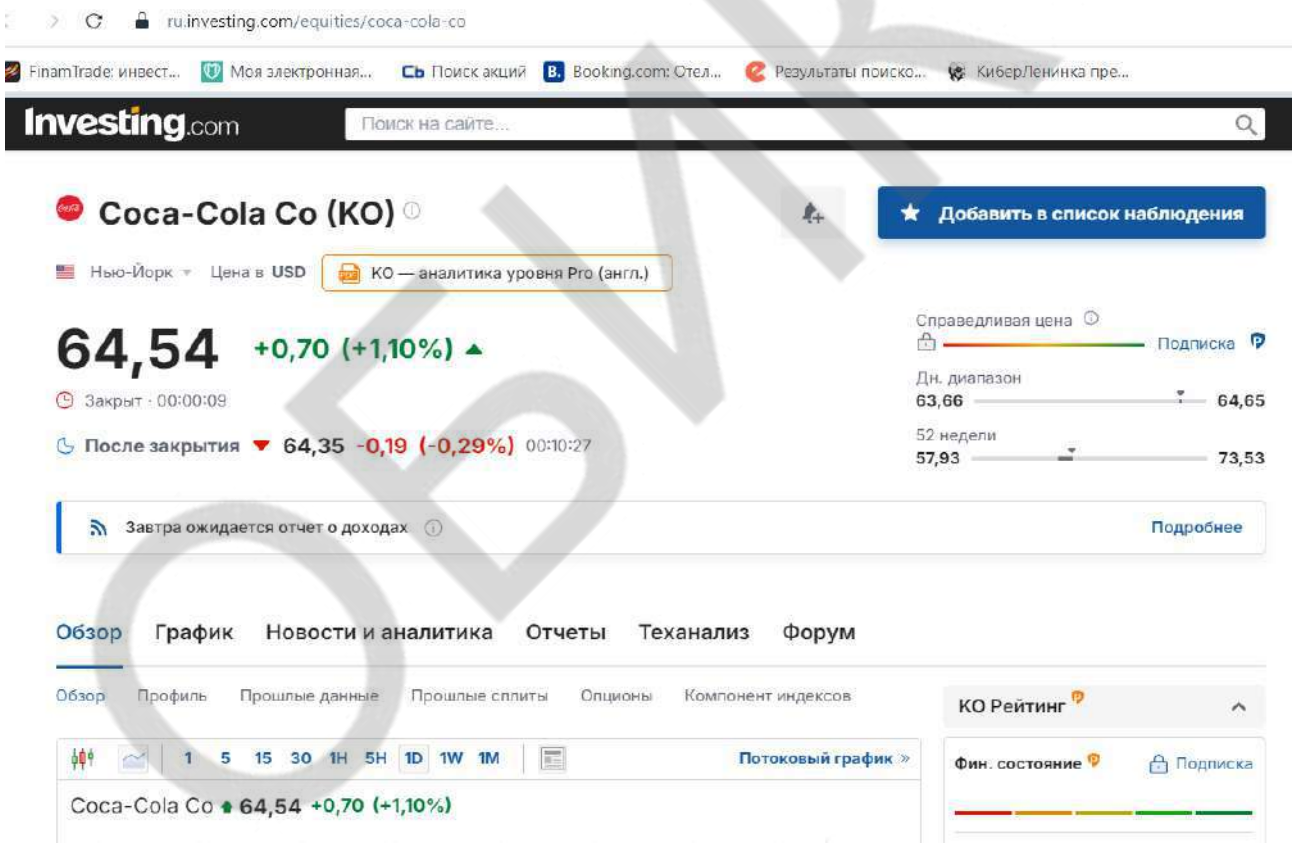 ru.investing.com/equities/coca-cola-co
FinamTrade: инвест... Моя электронная... Сь Поиск акций B. Booking.com: Отел... Результаты поиско... КиберЛенинка пре...
Investing.com Поиск на сайте...
Coca-Cola Co (KO) Добавить в список наблюдения
Нью-Йорк Цена в USD KO — аналитика уровня Pro (англ.)
Справедливая цена
64,54 +0,70 (+1,10%) Подписка
Дн. диапазон
Закрыт · 00:00:09 63,66 64,65
52 недели
После закрытия 64,35 -0,19 (-0,29%) 00:10:27 57,93 73,53
Завтра ожидается отчет о доходах Подробнее
Обзор График Новости и аналитика Отчеты Теханализ Форум
Обзор Профиль Прошлые данные Прошлые сплиты Опционы Компонент индексов
KO Рейтинг
1 5 15 30 1H 5H 1D 1W 1M Потоковый график »
Фин. состояние Подписка
Coca-Cola Co 64,54 +0,70 (+1,10%)
ОБИК